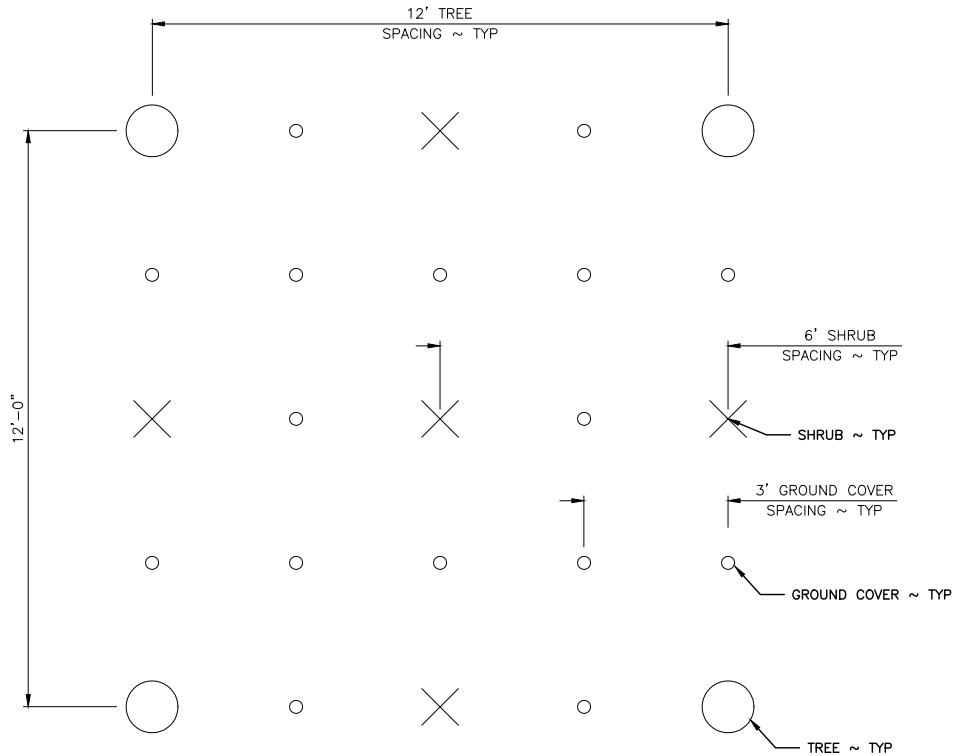 12' TREE
SPACING ~ TYP
12'-0"
6' SHRUB
SPACING ~ TYP
SHRUB ~ TYP
3' GROUND COVER
SPACING ~ TYP
GROUND COVER ~ TYP
TREE ~ TYP